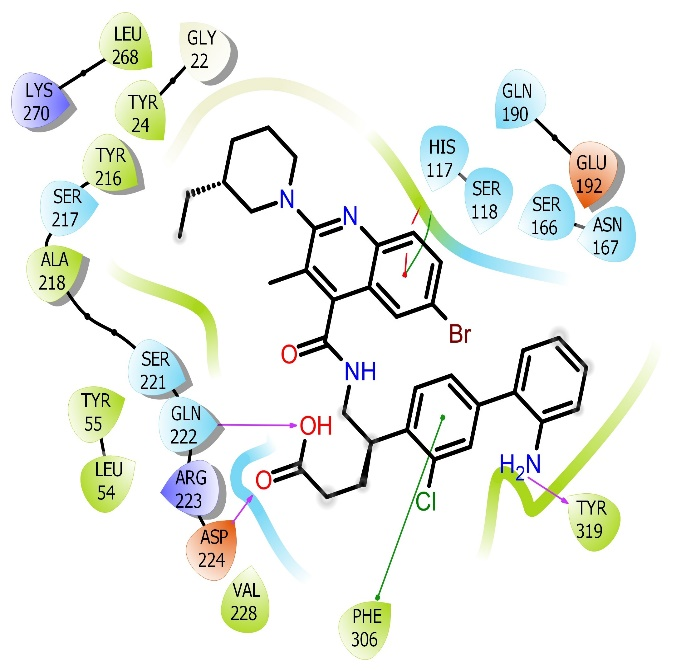 LEU
268
GLY
22
LYS
270
TYR
24
GLN
190
HIS
117
SER
118
GLU
192
TYR
216
SER
217
SER
166
ASN
167
N
N
ALA
218
Br
O
NH
SER
221
TYR
55
GLN
222
OH
LEU
54
O
ARG
223
H2N
Cl
TYR
319
ASP
224
VAL
228
PHE
306